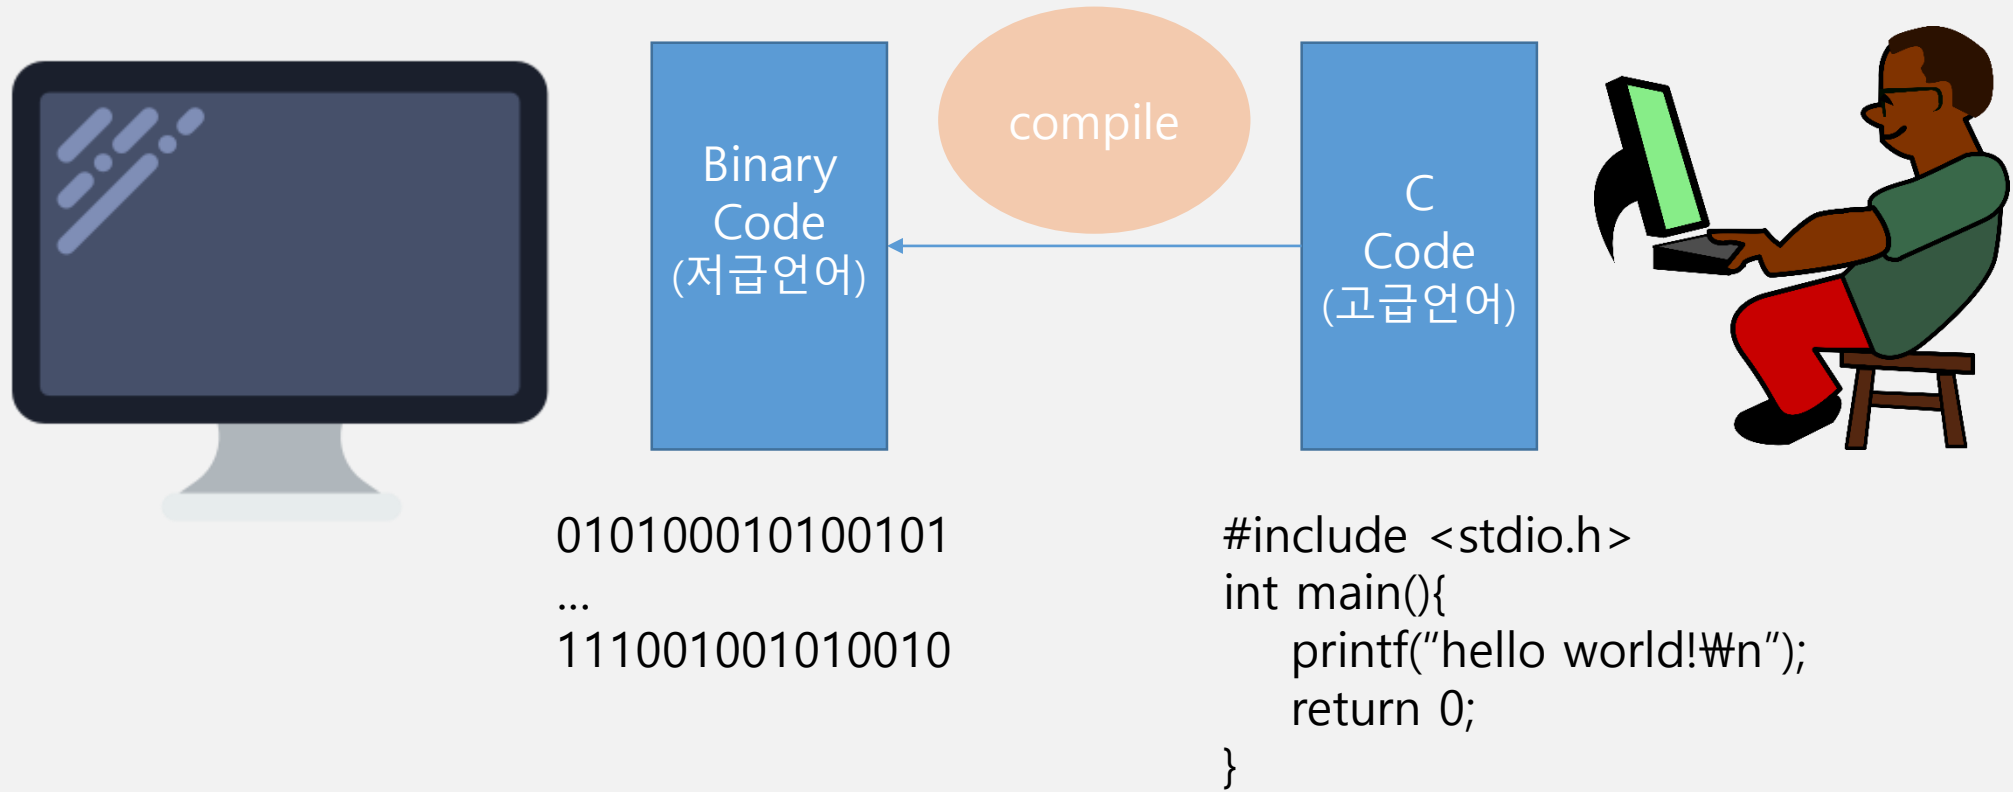 Binary
Code
(저급언어)
compile
C
Code
(고급언어)
010100010100101
...
111001001010010
#include <stdio.h>
int main(){
printf(“hello world!₩n”);
return 0;
}